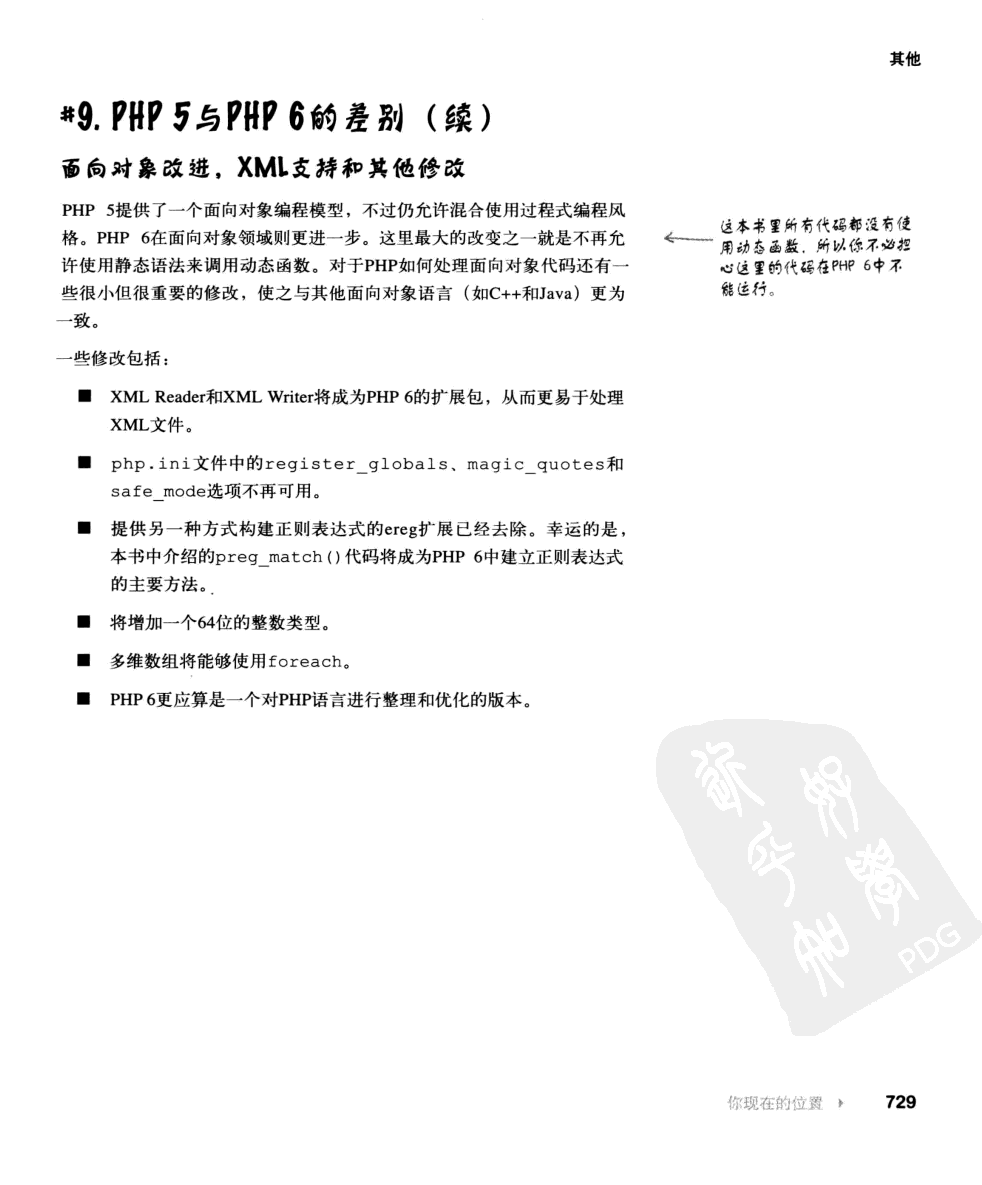 其他
#9. PHP 5与PHP 6的差别（续）
面向对象改进，XML支持和其他修改
PHP 5提供了一个面向对象编程模型，不过仍允许混合使用过程式编程风
格。PHP 6在面向对象领域则更进一步。这里最大的改变之一就是不再允
许使用静态语法来调用动态函数。对于PHP如何处理面向对象代码还有一
些很小但很重要的修改，使之与其他面向对象语言（如C++和Java）更为
一致。
这本书里所有代码都没有使
用动态函数，所以你不必担
心这里的代码在PHP 6中不
能运行。
一些修改包括：
■ XML Reader和XML Writer将成为PHP 6的扩展包，从而更易于处理
XML文件。
■ php.ini文件中的register_globals、magic_quotes和
safe_mode选项不再可用。
■ 提供另一种方式构建正则表达式的ereg扩展已经去除。幸运的是，
本书中介绍的preg_match()代码将成为PHP 6中建立正则表达式
的主要方法。
■ 将增加一个64位的整数类型。
■ 多维数组将能够使用foreach。
■ PHP 6更应算是一个对PHP语言进行整理和优化的版本。
PDG
你现在的位置 729